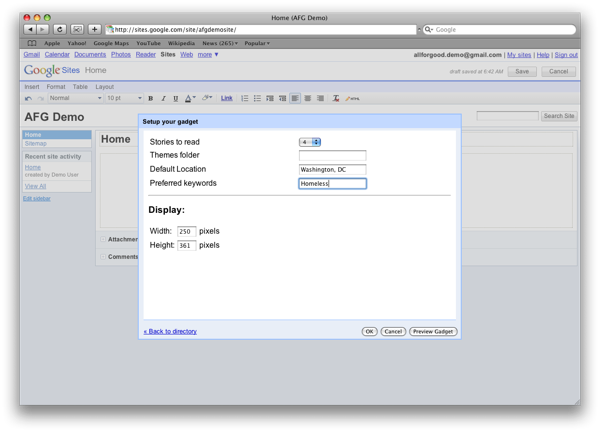 Home (AFG Demo)
http://sites.google.com/site/afgdemosite/
Google
Apple Yahoo! Google Maps YouTube Wikipedia News (265) Popular
Gmail Calendar Documents Photos Reader Sites Web more
allforgood.demo@gmail.com | My sites | Help | Sign out
Google Sites Home
draft saved at 6:42 AM Save Cancel
Insert Format Table Layout
Normal 10 pt B I U A Link
AFG Demo
Search Site
Setup your gadget
Home
Sitemap
Recent site activity
Home
created by Demo User
View All
Edit sidebar
Home
Stories to read 4
Themes folder
Default Location Washington, DC
Preferred keywords Homeless
Display:
Width: 250 pixels
Height: 361 pixels
Attachmen
Comments
« Back to directory
OK Cancel Preview Gadget